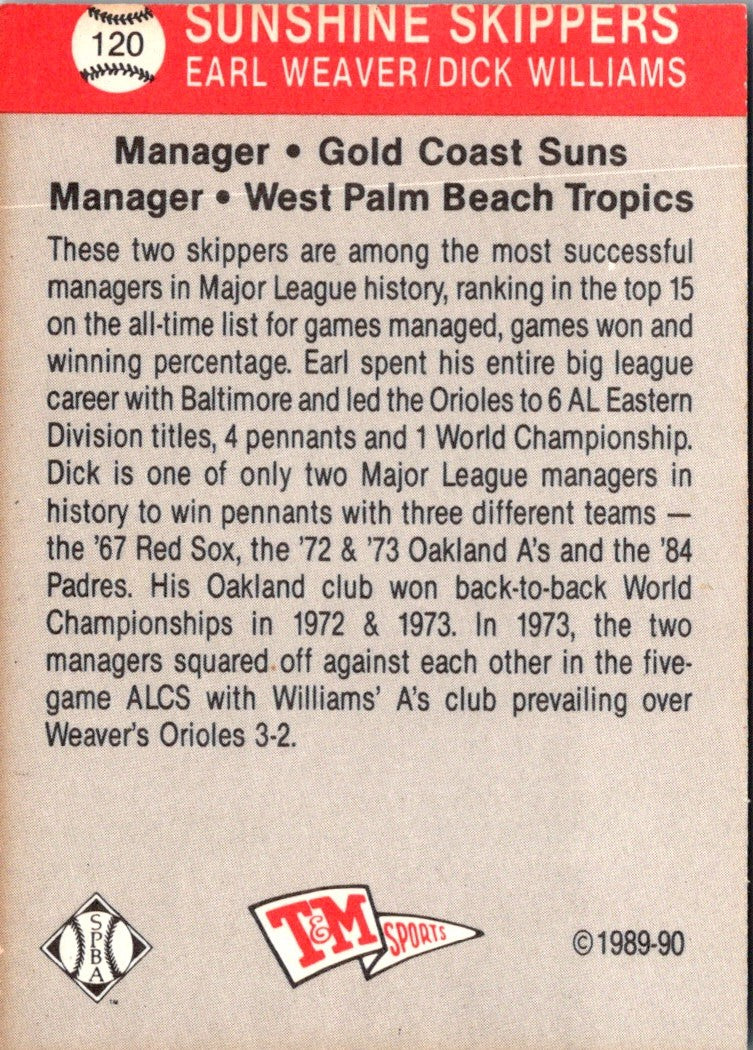 120
SUNSHINE SKIPPERS
EARL WEAVER/DICK WILLIAMS
Manager • Gold Coast Suns
Manager • West Palm Beach Tropics
These two skippers are among the most successful
managers in Major League history, ranking in the top 15
on the all-time list for games managed, games won and
winning percentage. Earl spent his entire big league
career with Baltimore and led the Orioles to 6 AL Eastern
Division titles, 4 pennants and 1 World Championship.
Dick is one of only two Major League managers in
history to win pennants with three different teams —
the '67 Red Sox, the '72 & '73 Oakland A's and the '84
Padres. His Oakland club won back-to-back World
Championships in 1972 & 1973. In 1973, the two
managers squared off against each other in the five-
game ALCS with Williams' A's club prevailing over
Weaver's Orioles 3-2.
SPBA
™
T&M SPORTS
© 1989-90